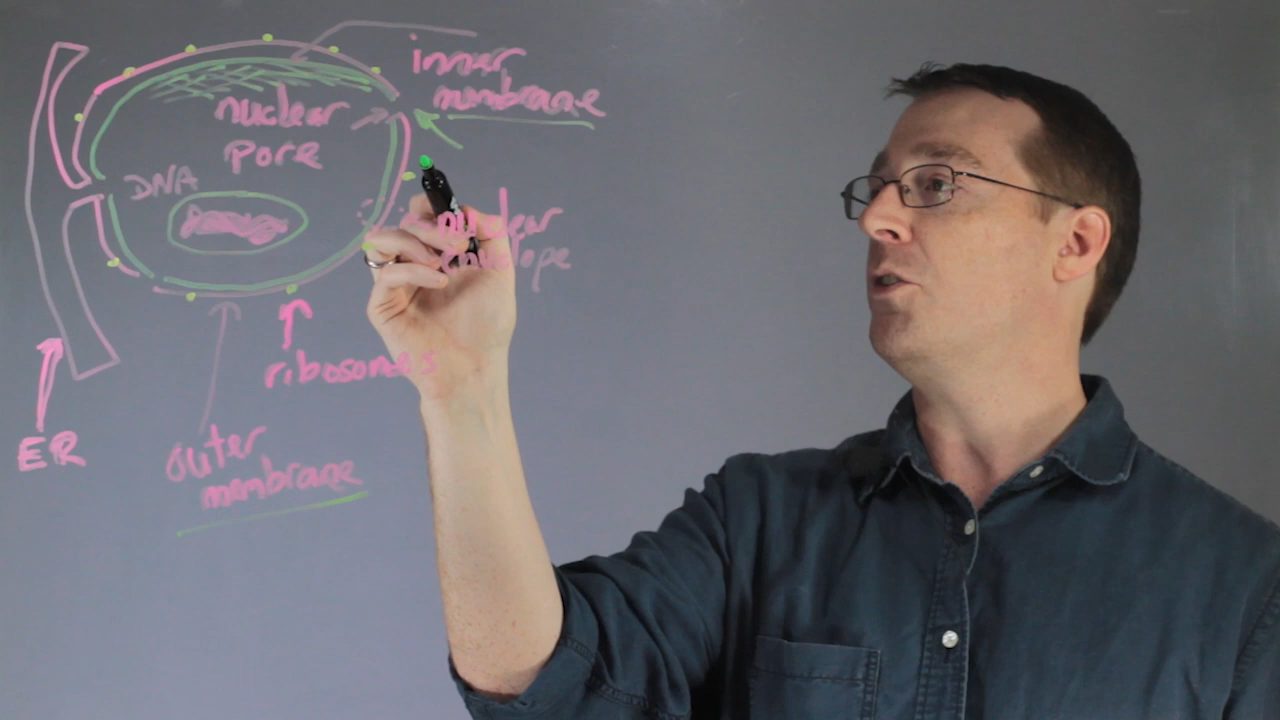 inner
membrane
nuclear
pore
DNA
nuclear
envelope
ribosomes
ER
outer
membrane